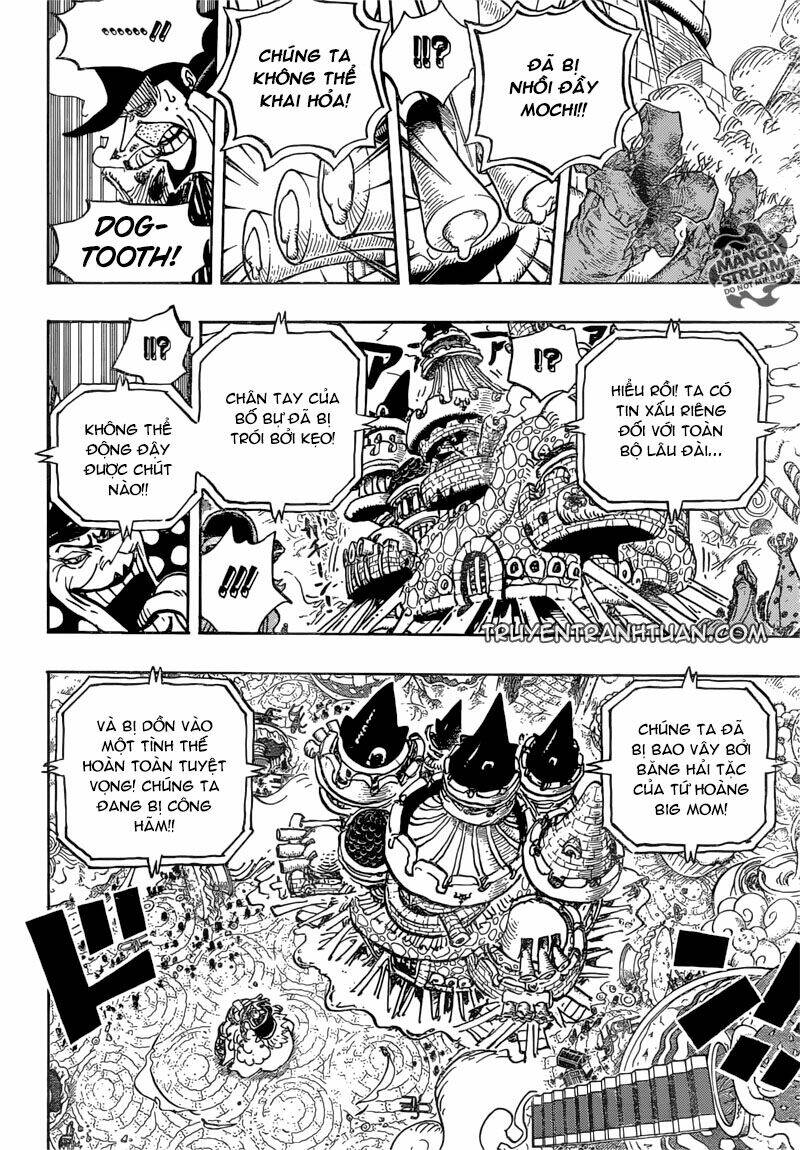 ĐÃ BỊ
NHỒI ĐẦY
MOCHI!!
!!?
CHÚNG TA
KHÔNG THỂ
KHAI HỎA!
......!!
DOG-
TOOTH!
MANGA
STREAM.COM
DO NOT MIRROR
HIỂU RỒI! TA CÓ
TIN XẤU RIÊNG
ĐỐI VỚI TOÀN
BỘ LÂU ĐÀI...
!?
ア
ア
CHÂN TAY CỦA
BỐ BỰ ĐÃ BỊ
TRÓI BỞI KẸO!
!!?
KHÔNG THỂ
ĐỘNG ĐẬY
ĐƯỢC CHÚT
NÀO!!
!!!
TRUYENTRANHTUAN.COM
CHÚNG TA ĐÃ
BỊ BAO VÂY BỞI
BĂNG HẢI TẶC
CỦA TỨ HOÀNG
BIG MOM!
VÀ BỊ DỒN VÀO
MỘT TÌNH THẾ
HOÀN TOÀN TUYỆT
VỌNG! CHÚNG TA
ĐANG BỊ CÔNG
HÃM!!
ドン